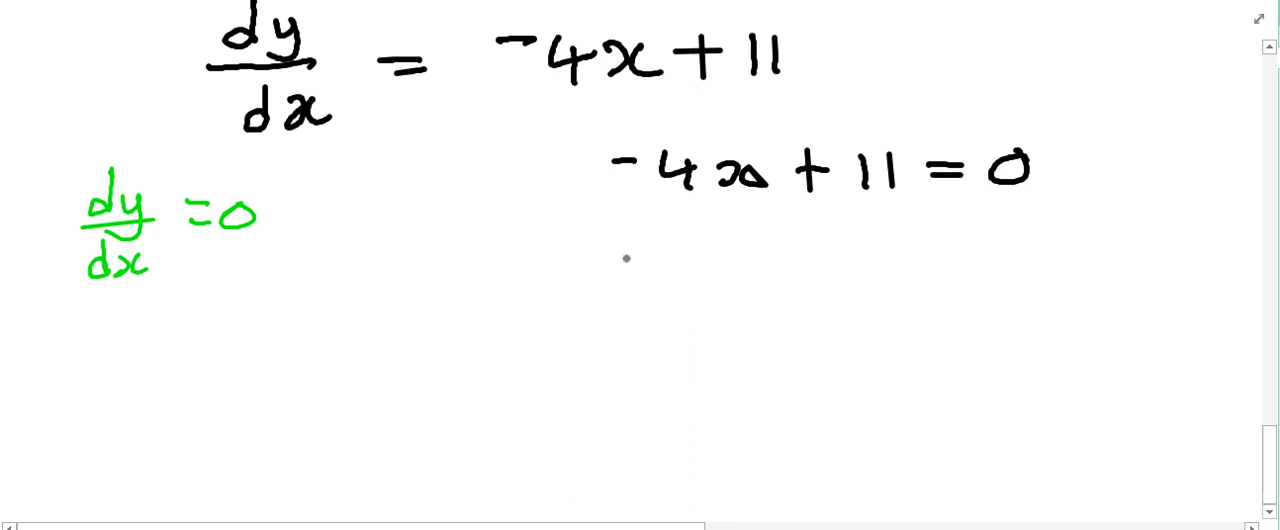 dy/dx = -4x + 11
-4x + 11 = 0
dy/dx = 0